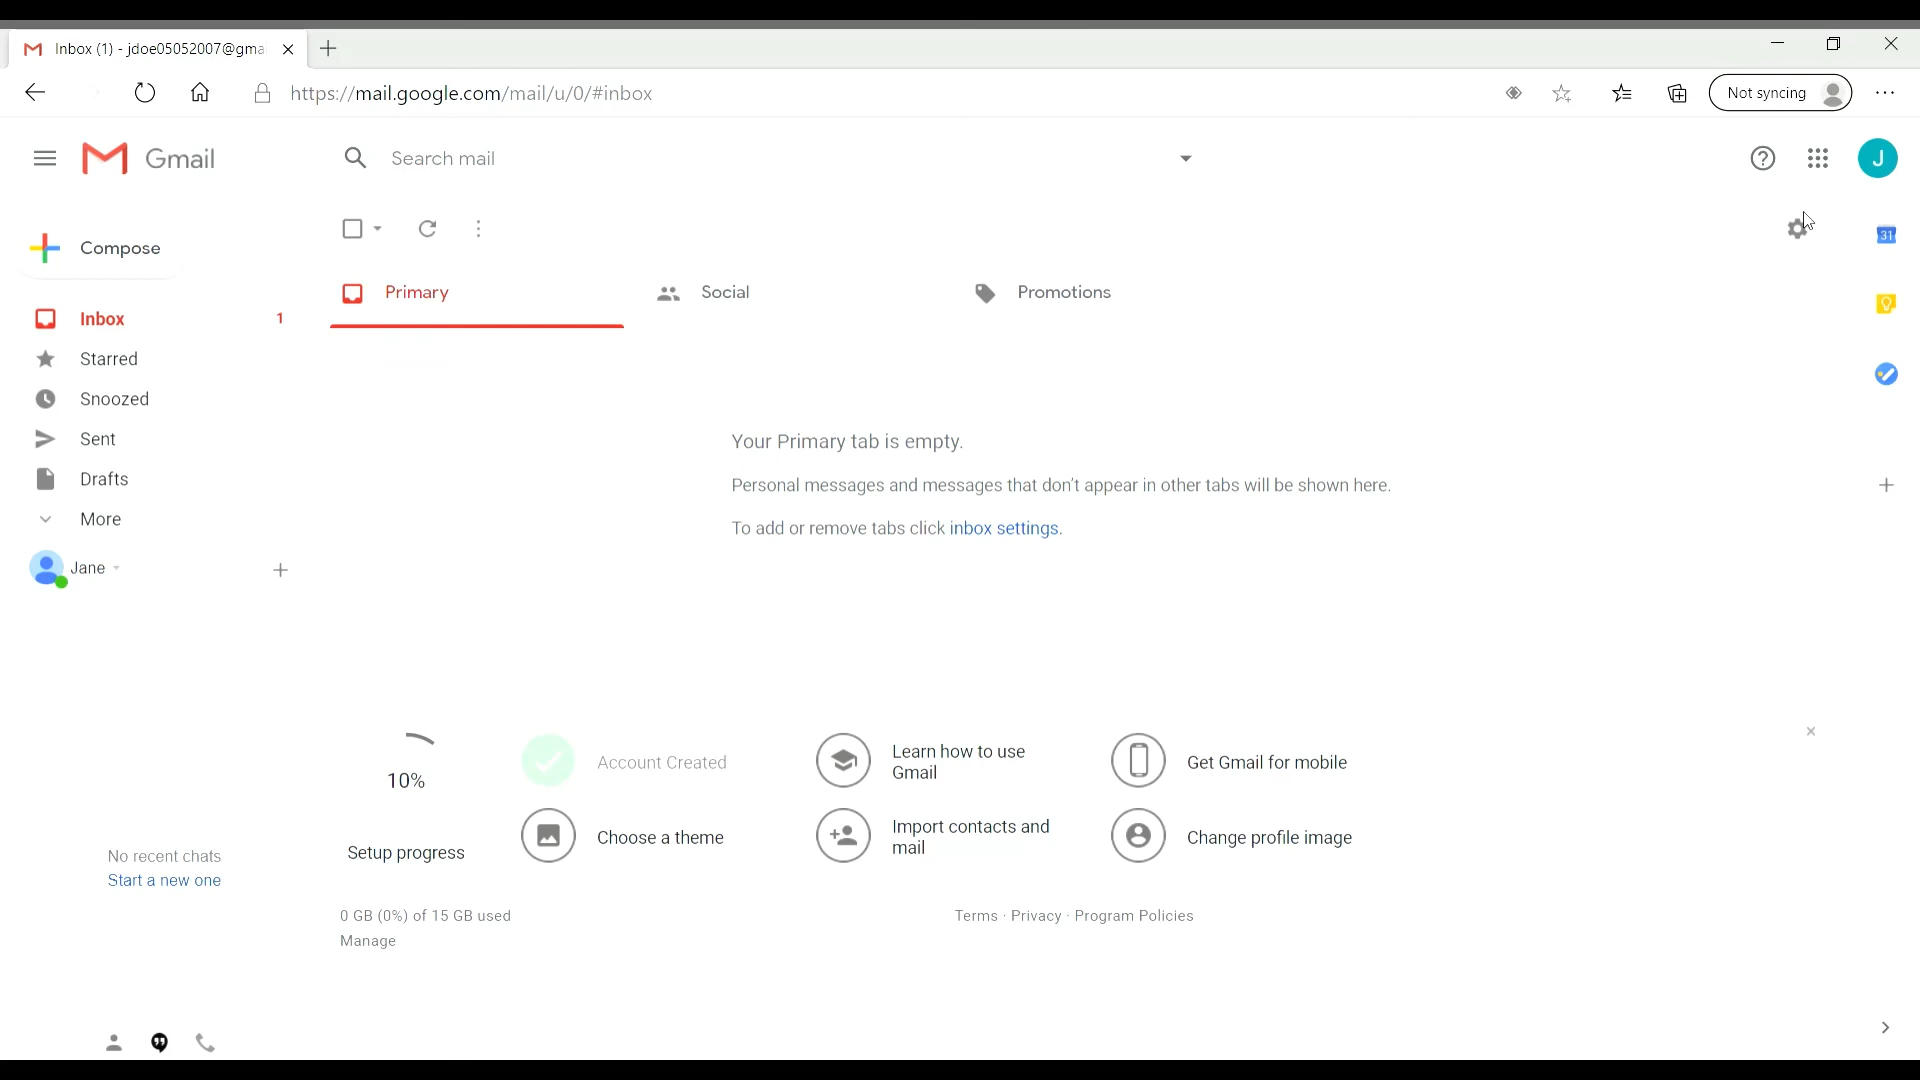 Inbox (1) - jdoe05052007@gma
https://mail.google.com/mail/u/0/#inbox
Not syncing
Gmail
Search mail
J
Compose
31
Primary
Social
Promotions
Inbox 1
Starred
Snoozed
Sent
Drafts
More
Jane
Your Primary tab is empty.
Personal messages and messages that don't appear in other tabs will be shown here.
To add or remove tabs click inbox settings.
10%
Setup progress
Account Created
Learn how to use
Gmail
Get Gmail for mobile
Choose a theme
Import contacts and
mail
Change profile image
No recent chats
Start a new one
0 GB (0%) of 15 GB used
Manage
Terms · Privacy · Program Policies